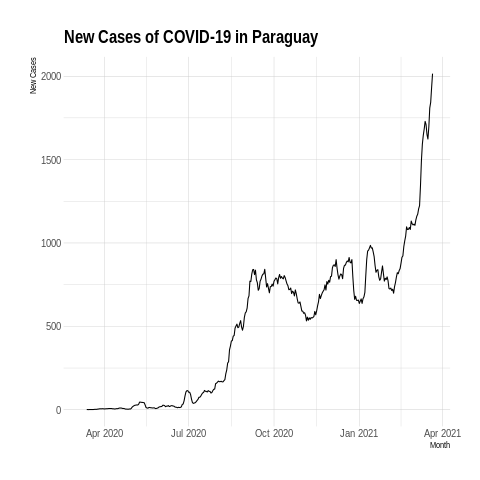 New Cases of COVID-19 in Paraguay
New Cases
2000
1500
1000
500
0
Apr 2020 Jul 2020 Oct 2020 Jan 2021 Apr 2021
Month